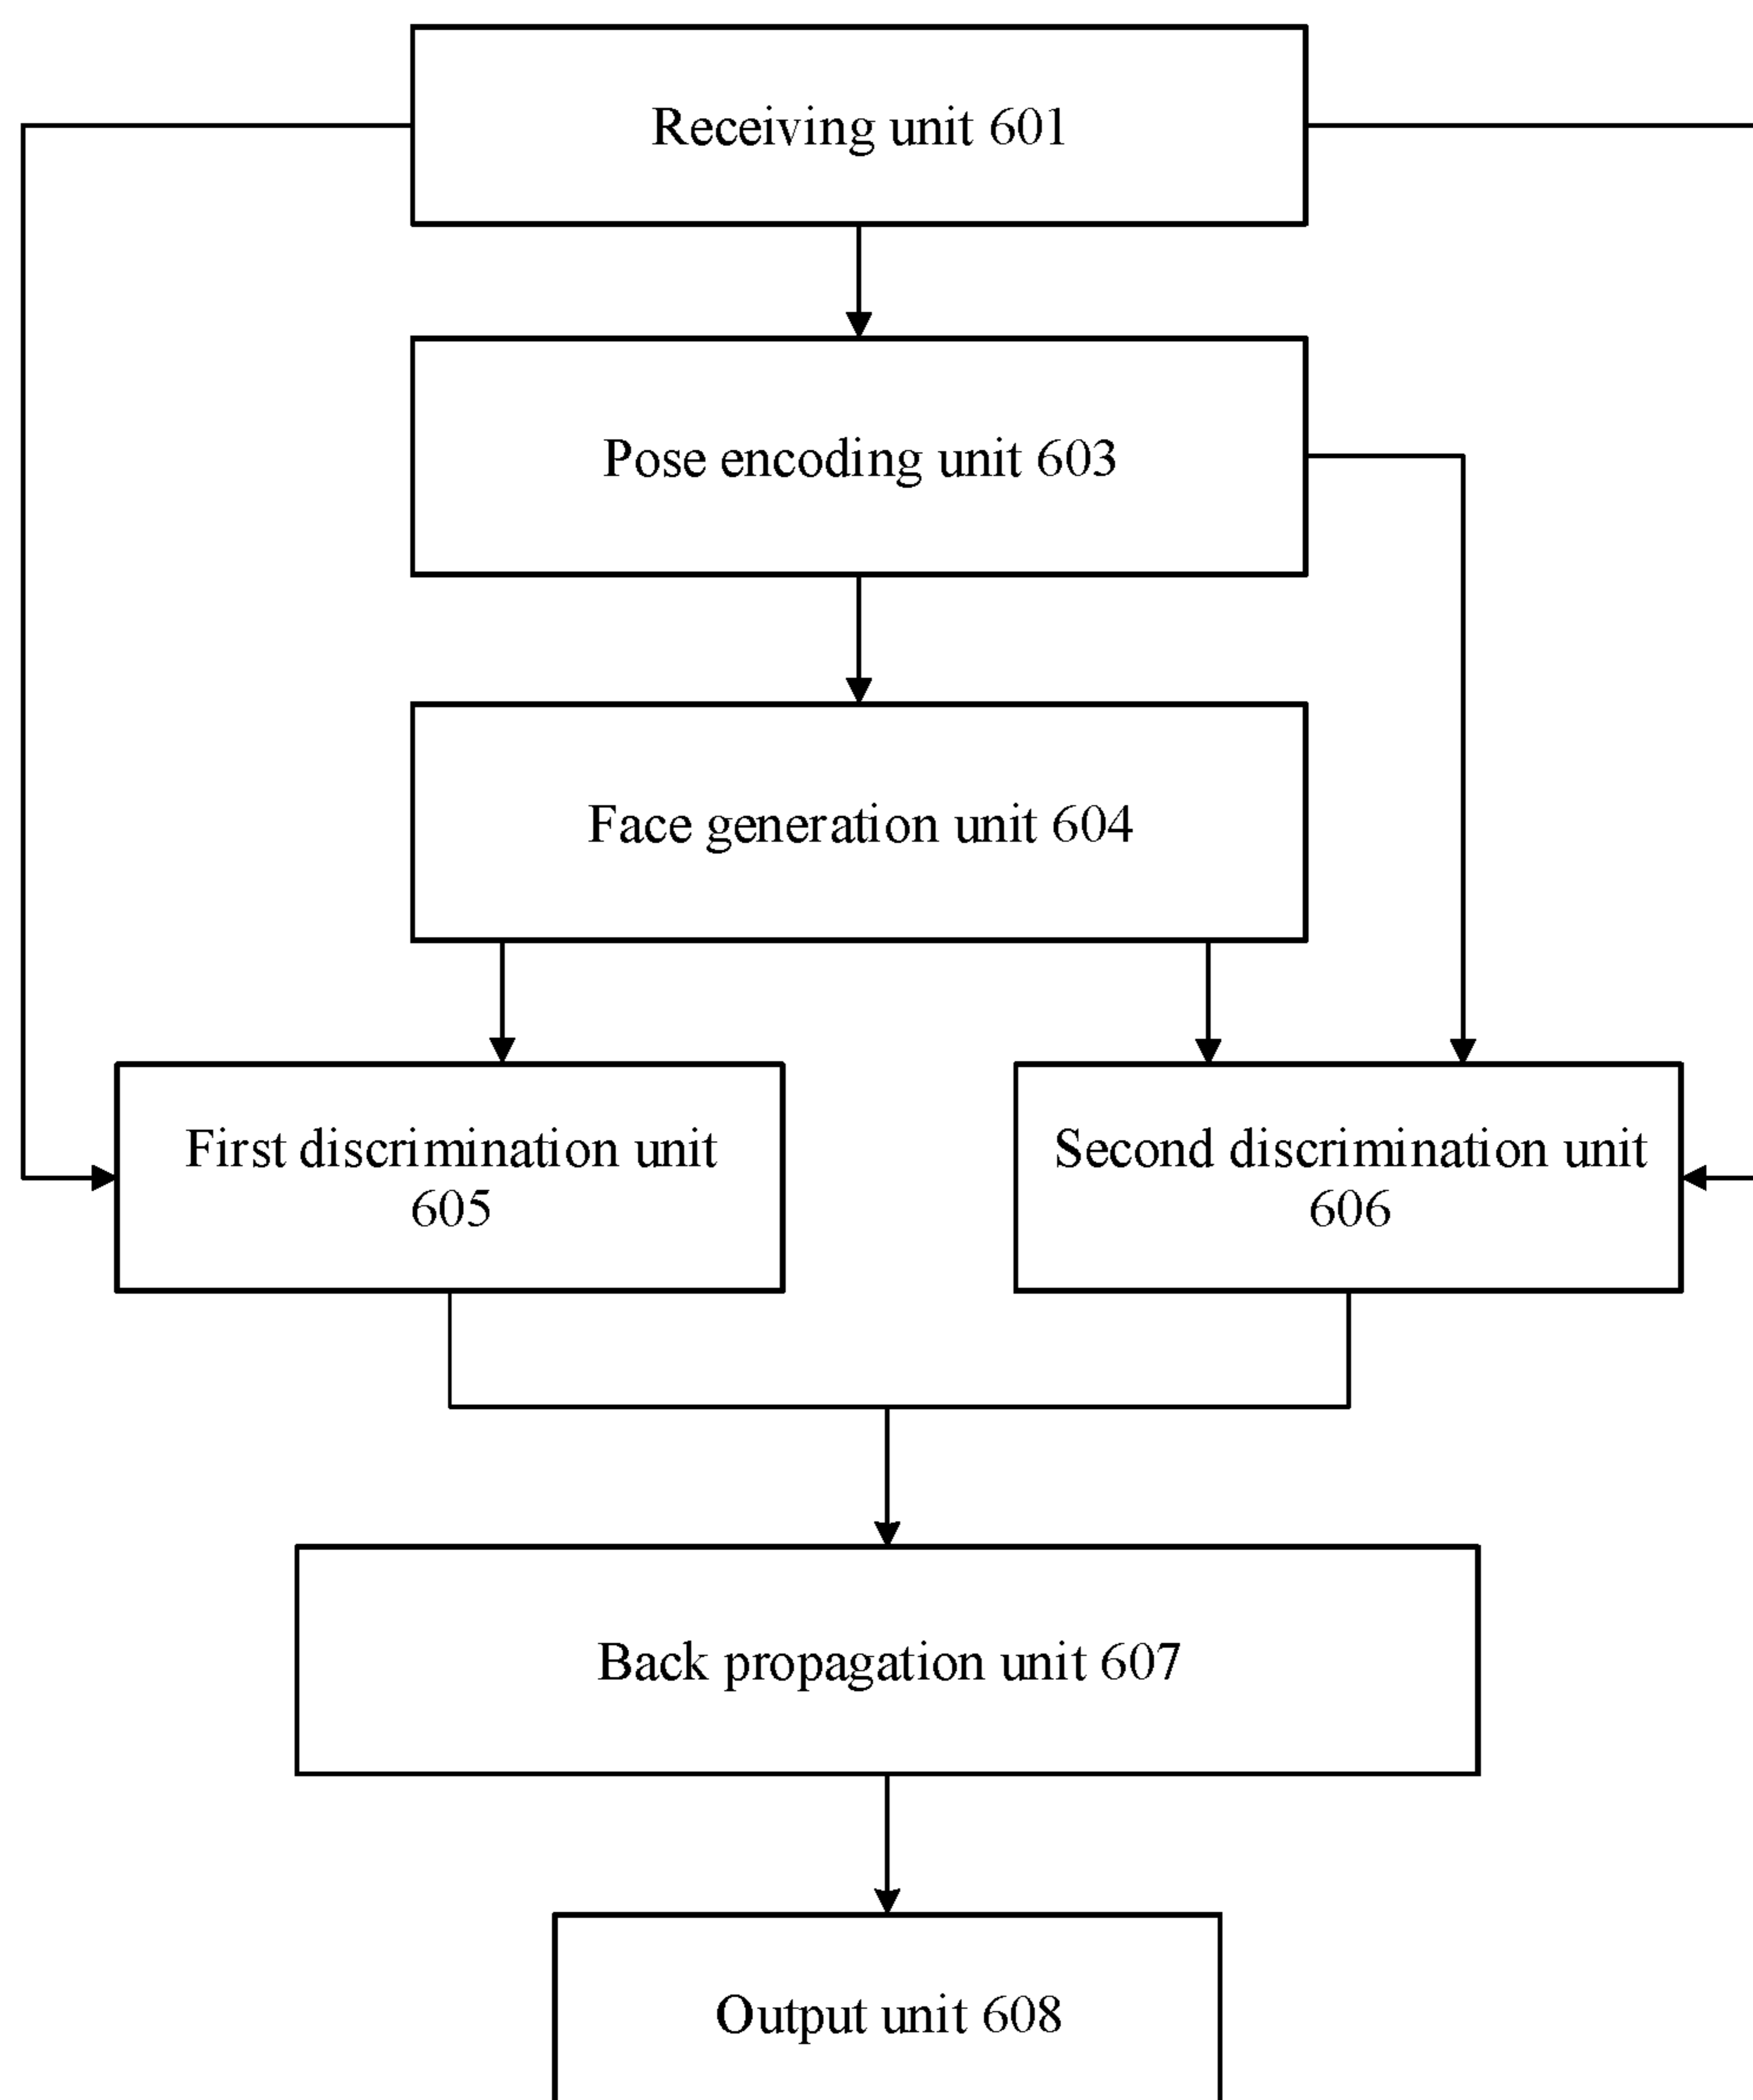 Receiving unit 601
Pose encoding unit 603
Face generation unit 604
First discrimination unit
605
Second discrimination unit
606
Back propagation unit 607
Output unit 608